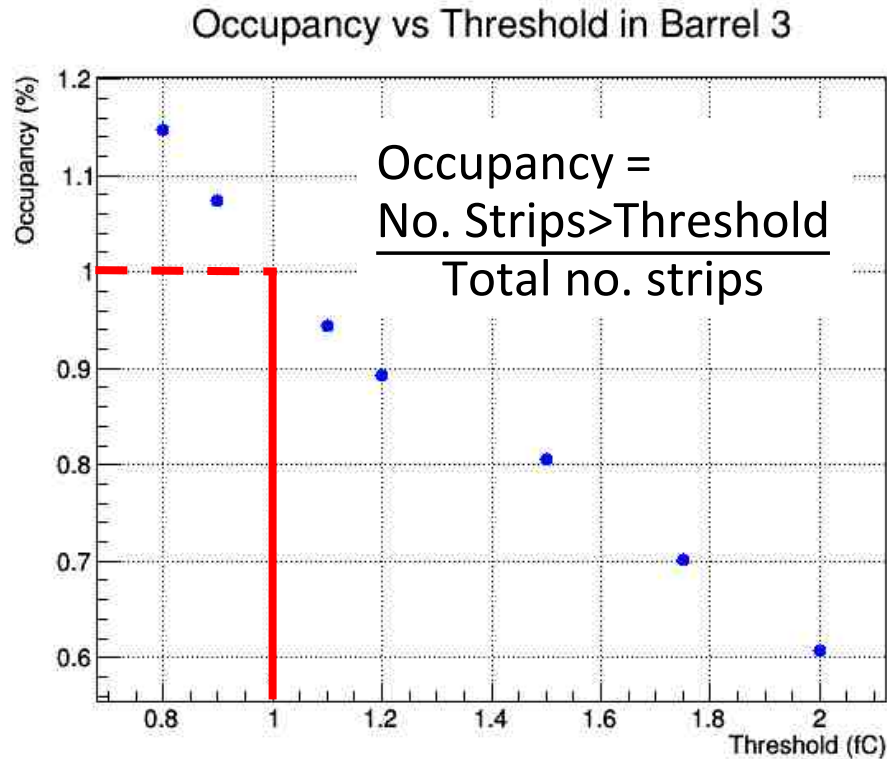 Occupancy vs Threshold in Barrel 3
Occupancy (%)
1.2
1.1
1
0.9
0.8
0.7
0.6
Occupancy =
No. Strips>Threshold
Total no. strips
0.8 1 1.2 1.4 1.6 1.8 2
Threshold (fC)